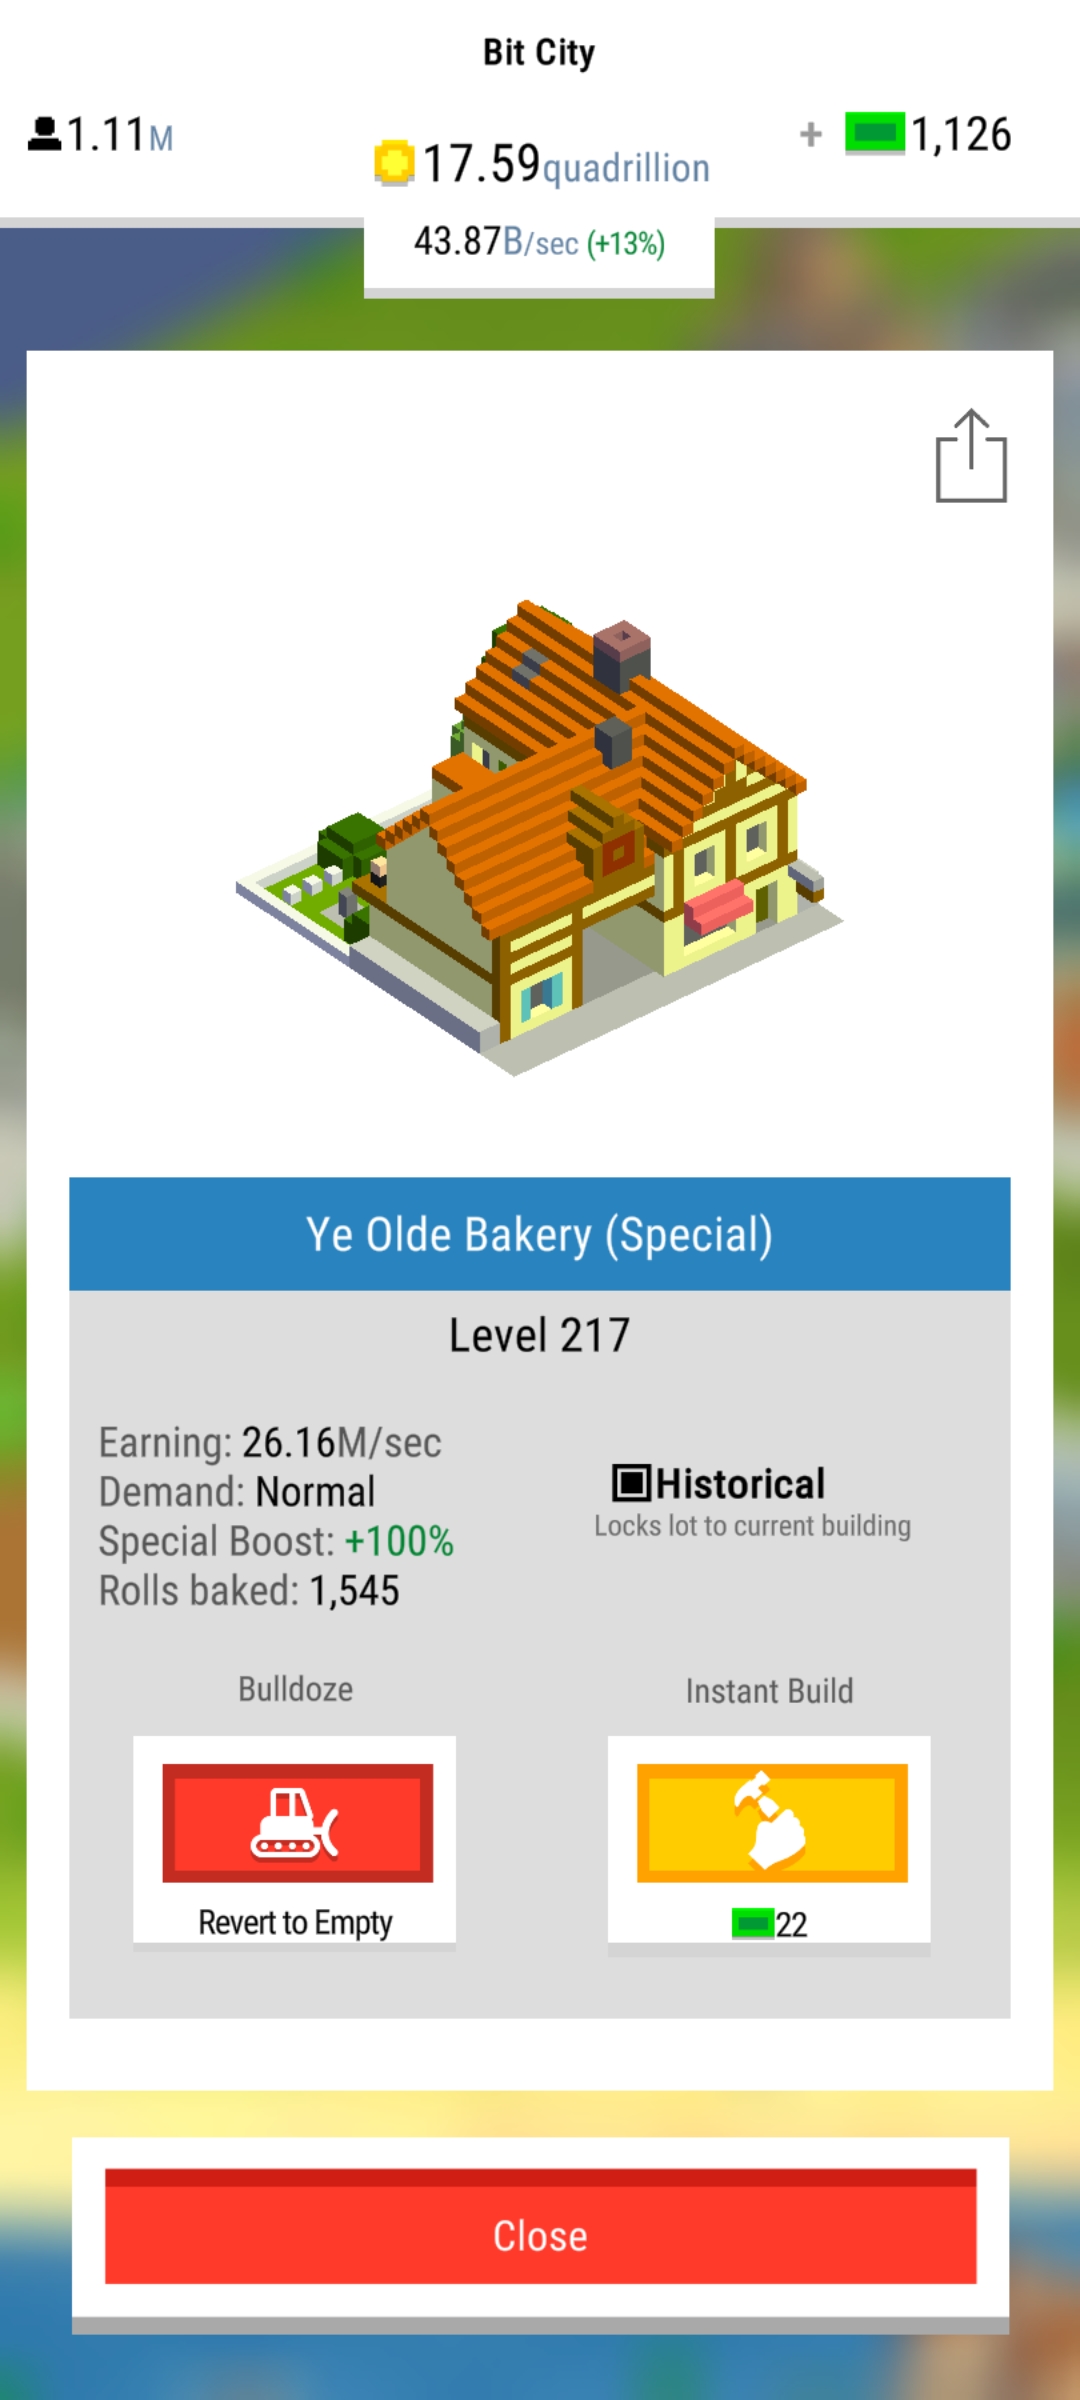 Bit City
1.11M
17.59quadrillion
+ 1,126
43.87B/sec (+13%)
Ye Olde Bakery (Special)
Level 217
Earning: 26.16M/sec
Demand: Normal
Special Boost: +100%
Rolls baked: 1,545
Historical
Locks lot to current building
Bulldoze
Instant Build
Revert to Empty
22
Close